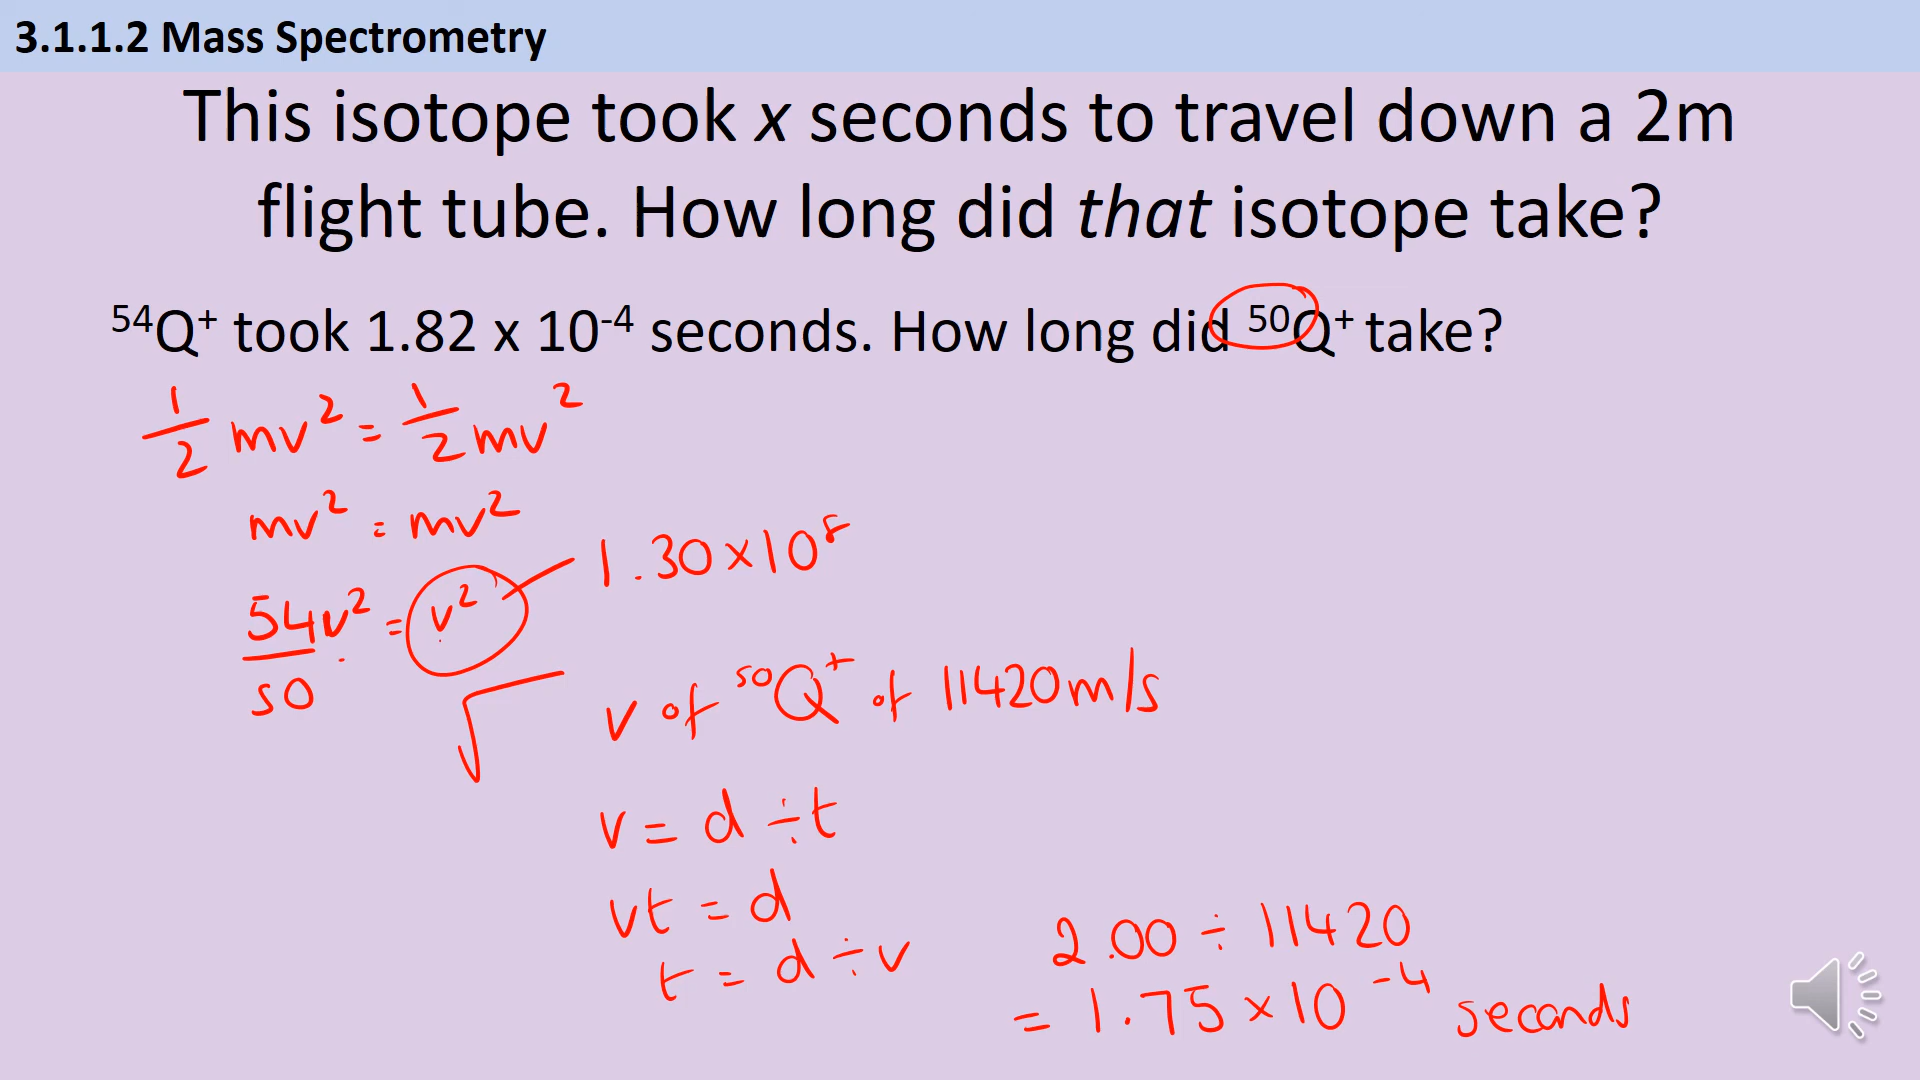 3.1.1.2 Mass Spectrometry
This isotope took x seconds to travel down a 2m
flight tube. How long did that isotope take?
⁵⁴Q⁺ took 1.82 x 10⁻⁴ seconds. How long did ⁵⁰Q⁺ take?
1/2 mv² = 1/2 mv²
mv² = mv²
54v²/50 = v²
1.30 × 10⁸
√
v of ⁵⁰Q⁺ of 11420 m/s
v = d ÷ t
vt = d
t = d ÷ v
2.00 ÷ 11420
= 1.75 × 10⁻⁴ seconds